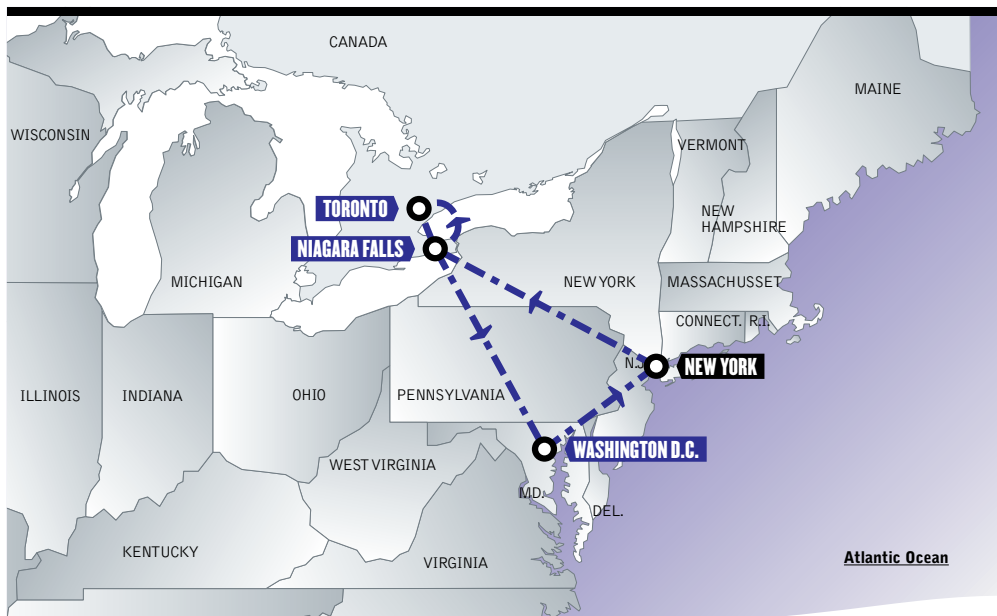 CANADA
MAINE
WISCONSIN
VERMONT
TORONTO
NEW
HAMPSHIRE
NIAGARA FALLS
MICHIGAN
NEW YORK
MASSACHUSSET
CONNECT.
R.I.
N.J.
NEW YORK
ILLINOIS
INDIANA
OHIO
PENNSYLVANIA
WASHINGTON D.C.
WEST VIRGINIA
MD.
DEL.
KENTUCKY
VIRGINIA
Atlantic Ocean